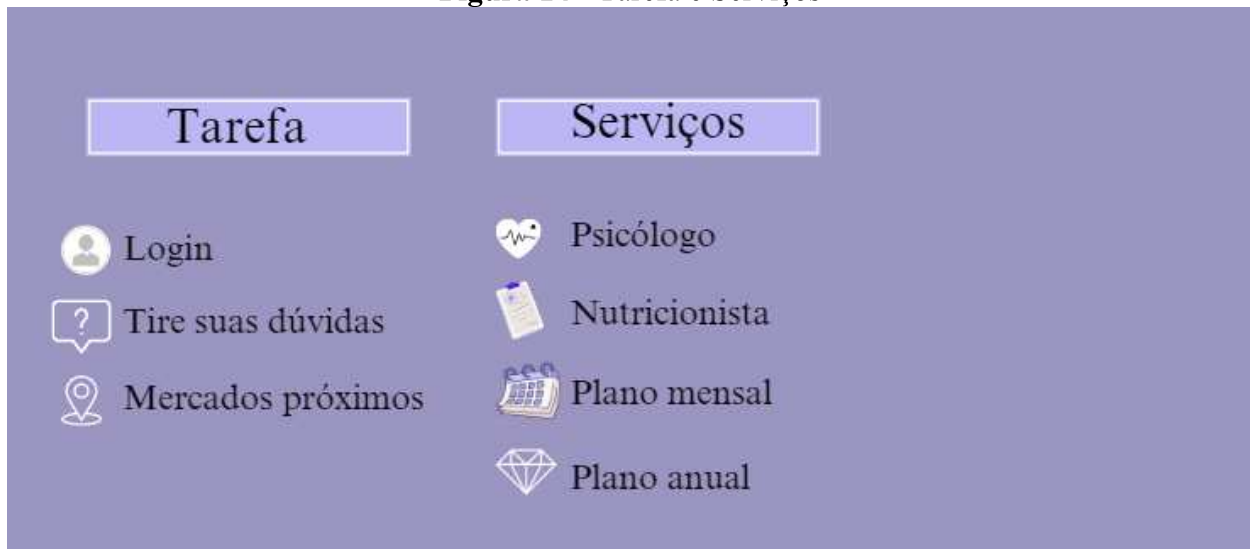 Tarefa
Login
Tire suas dúvidas
Mercados próximos
Serviços
Psicólogo
Nutricionista
Plano mensal
Plano anual